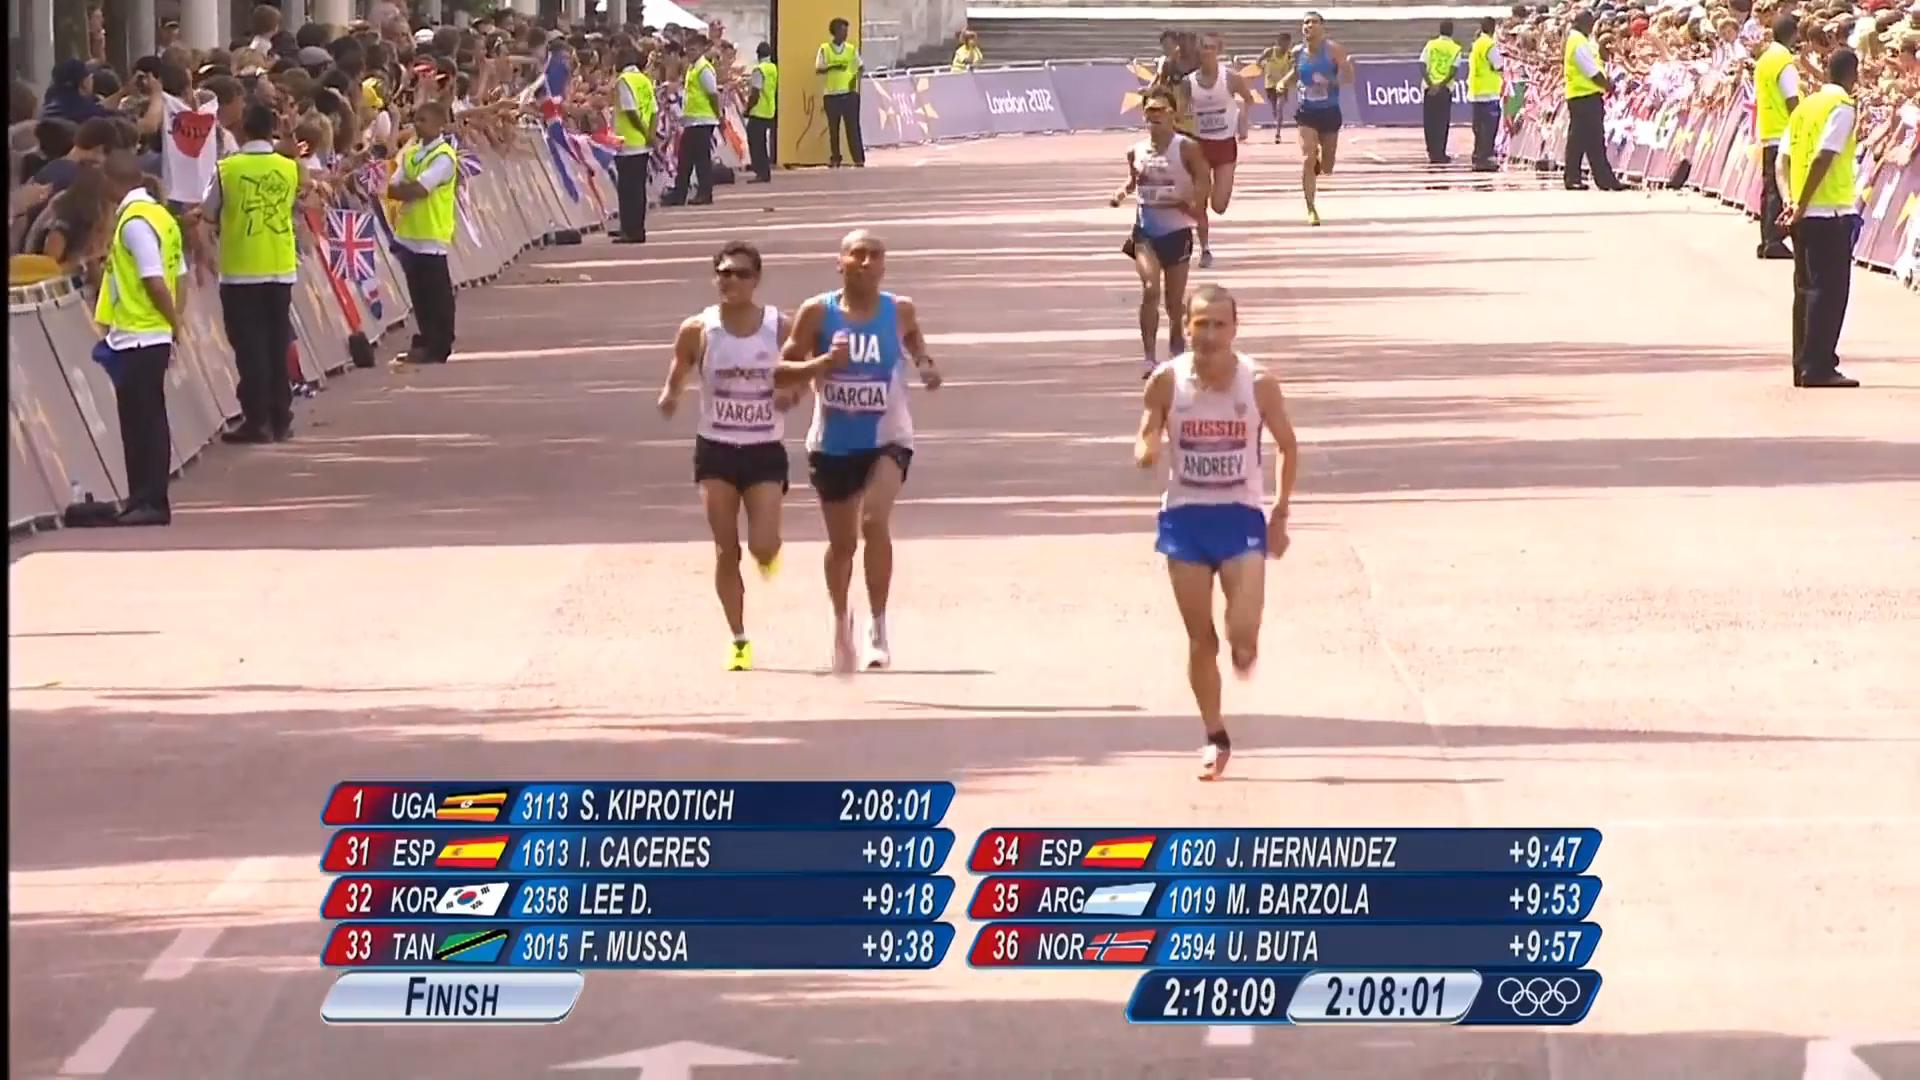 London 2012
London 2012
UA
GARCIA
VARGAS
RUSSIA
ANDREEV
1 UGA 3113 S. KIPROTICH 2:08:01
31 ESP 1613 I. CACERES +9:10
32 KOR 2358 LEE D. +9:18
33 TAN 3015 F. MUSSA +9:38
34 ESP 1620 J. HERNANDEZ +9:47
35 ARG 1019 M. BARZOLA +9:53
36 NOR 2594 U. BUTA +9:57
FINISH
2:18:09 2:08:01